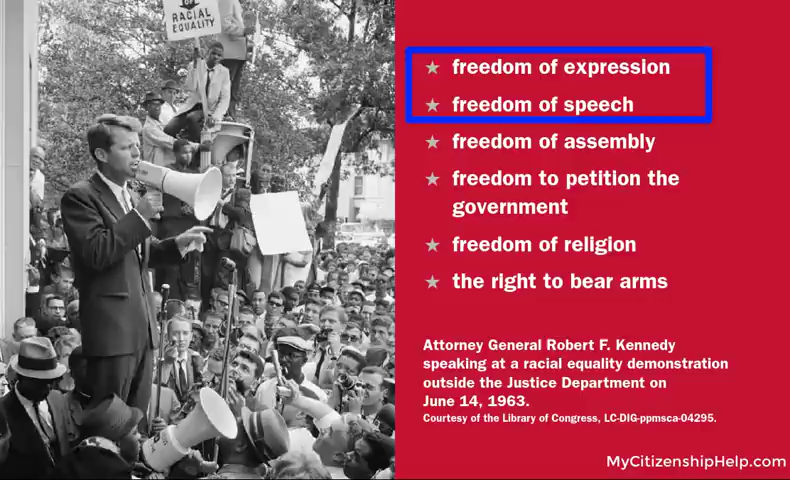 RACIAL
EQUALITY
freedom of expression
freedom of speech
freedom of assembly
freedom to petition the
government
freedom of religion
the right to bear arms
Attorney General Robert F. Kennedy
speaking at a racial equality demonstration
outside the Justice Department on
June 14, 1963.
Courtesy of the Library of Congress, LC-DIG-ppmsca-04295.
MyCitizenshipHelp.com